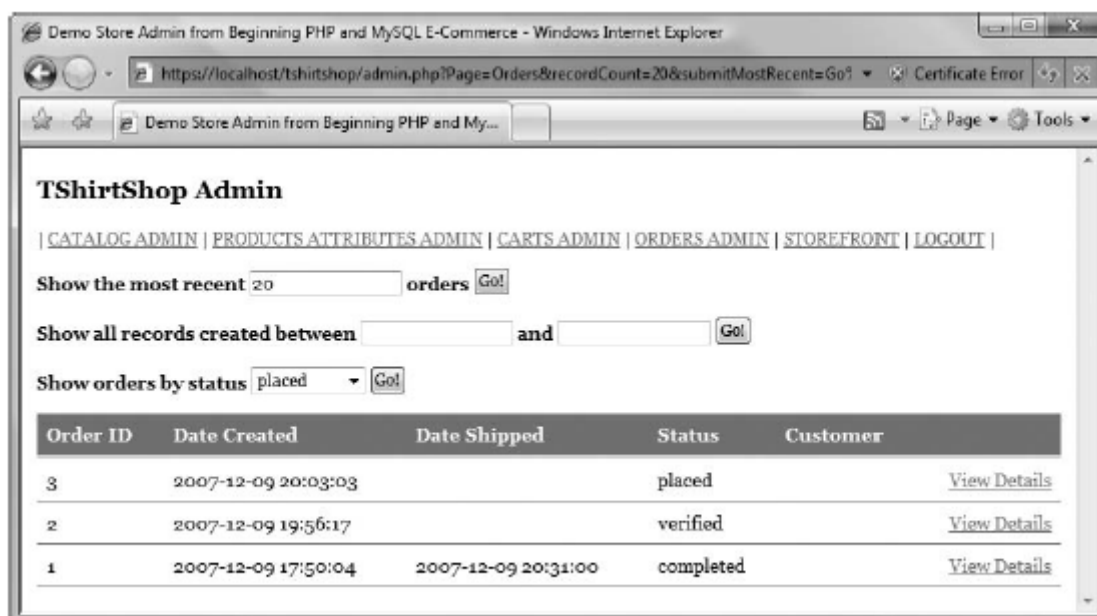 Demo Store Admin from Beginning PHP and MySQL E-Commerce - Windows Internet Explorer
https://localhost/tshirtshop/admin.php?Page=Orders&recordCount=20&submitMostRecent=Go! Certificate Error
Demo Store Admin from Beginning PHP and My... Page Tools
TShirtShop Admin
| CATALOG ADMIN | PRODUCTS ATTRIBUTES ADMIN | CARTS ADMIN | ORDERS ADMIN | STOREFRONT | LOGOUT |
Show the most recent 20 orders Go!
Show all records created between and Go!
Show orders by status placed Go!
Order ID Date Created Date Shipped Status Customer
3 2007-12-09 20:03:03 placed View Details
2 2007-12-09 19:56:17 verified View Details
1 2007-12-09 17:50:04 2007-12-09 20:31:00 completed View Details